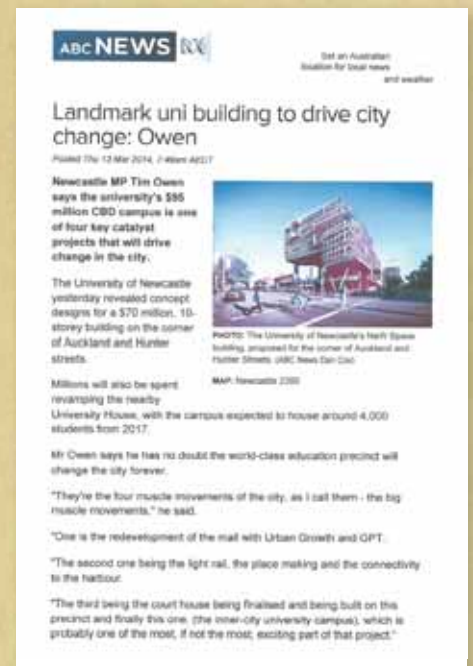 ABC NEWS
Get an Australian
location for local news
and weather
Landmark uni building to drive city
change: Owen
Posted Thu 13 Mar 2014, 7:46am AEDT
Newcastle MP Tim Owen
says the university's $95
million CBD campus is one
of four key catalyst
projects that will drive
change in the city.
The University of Newcastle
yesterday revealed concept
designs for a $70 million, 10-
storey building on the corner
of Auckland and Hunter
streets.
PHOTO: The University of Newcastle's NeW Space
building, proposed for the corner of Auckland and
Hunter Streets. (ABC News Dan Cox)
MAP: Newcastle 2300
Millions will also be spent
revamping the nearby
University House, with the campus expected to house around 4,000
students from 2017.
Mr Owen says he has no doubt the world-class education precinct will
change the city forever.
"They're the four muscle movements of the city, as I call them - the big
muscle movements," he said.
"One is the redevelopment of the mall with Urban Growth and GPT.
"The second one being the light rail, the place making and the connectivity
to the harbour.
"The third being the court house being finalised and being built on this
precinct and finally this one. (the inner-city university campus), which is
probably one of the most, if not the most, exciting part of that project."